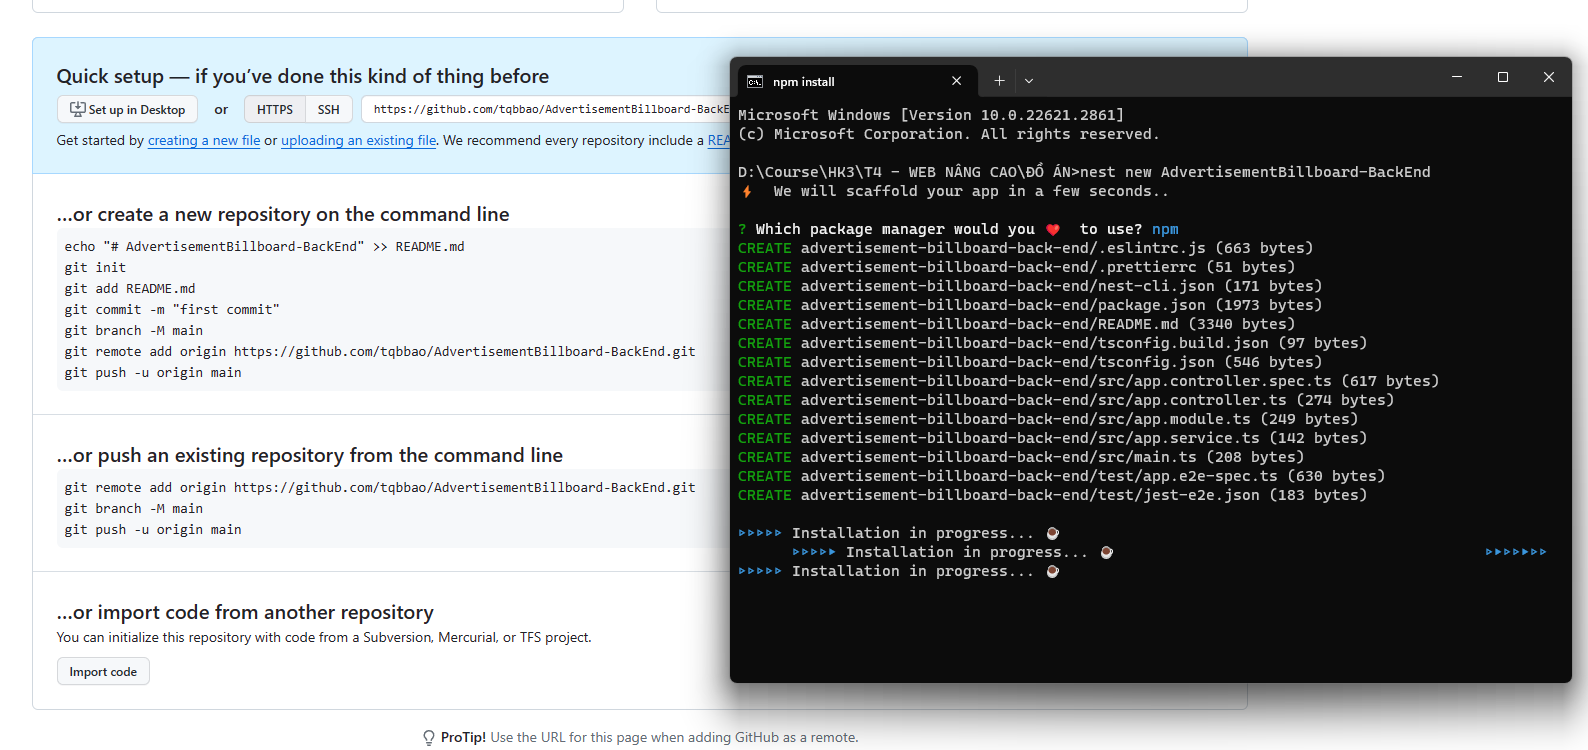 Quick setup — if you've done this kind of thing before
Set up in Desktop or HTTPS SSH https://github.com/tqbbao/AdvertisementBillboard-BackE
Get started by creating a new file or uploading an existing file. We recommend every repository include a REA
...or create a new repository on the command line
echo "# AdvertisementBillboard-BackEnd" >> README.md
git init
git add README.md
git commit -m "first commit"
git branch -M main
git remote add origin https://github.com/tqbbao/AdvertisementBillboard-BackEnd.git
git push -u origin main
...or push an existing repository from the command line
git remote add origin https://github.com/tqbbao/AdvertisementBillboard-BackEnd.git
git branch -M main
git push -u origin main
...or import code from another repository
You can initialize this repository with code from a Subversion, Mercurial, or TFS project.
Import code
ProTip! Use the URL for this page when adding GitHub as a remote.
npm install
Microsoft Windows [Version 10.0.22621.2861]
(c) Microsoft Corporation. All rights reserved.
D:\Course\HK3\T4 - WEB NÂNG CAO\ĐỒ ÁN>nest new AdvertisementBillboard-BackEnd
⚡ We will scaffold your app in a few seconds..
? Which package manager would you ❤️ to use? npm
CREATE advertisement-billboard-back-end/.eslintrc.js (663 bytes)
CREATE advertisement-billboard-back-end/.prettierrc (51 bytes)
CREATE advertisement-billboard-back-end/nest-cli.json (171 bytes)
CREATE advertisement-billboard-back-end/package.json (1973 bytes)
CREATE advertisement-billboard-back-end/README.md (3340 bytes)
CREATE advertisement-billboard-back-end/tsconfig.build.json (97 bytes)
CREATE advertisement-billboard-back-end/tsconfig.json (546 bytes)
CREATE advertisement-billboard-back-end/src/app.controller.spec.ts (617 bytes)
CREATE advertisement-billboard-back-end/src/app.controller.ts (274 bytes)
CREATE advertisement-billboard-back-end/src/app.module.ts (249 bytes)
CREATE advertisement-billboard-back-end/src/app.service.ts (142 bytes)
CREATE advertisement-billboard-back-end/src/main.ts (208 bytes)
CREATE advertisement-billboard-back-end/test/app.e2e-spec.ts (630 bytes)
CREATE advertisement-billboard-back-end/test/jest-e2e.json (183 bytes)
▹▹▹▹▹ Installation in progress... ☕
▹▹▹▹▸ Installation in progress... ☕ ▹▸▹▹▸▹▹
▹▹▹▹▹ Installation in progress... ☕